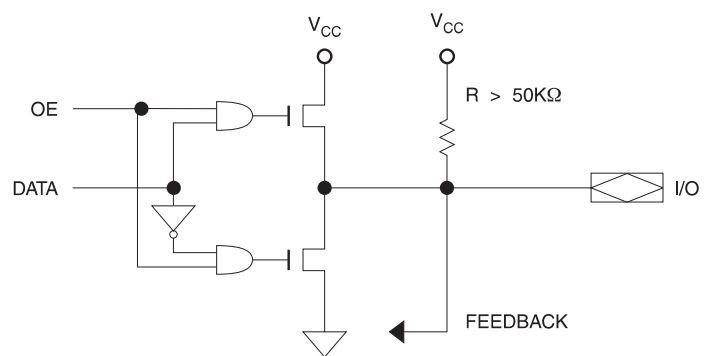 V_CC
V_CC
R > 50KΩ
OE
DATA
I/O
FEEDBACK